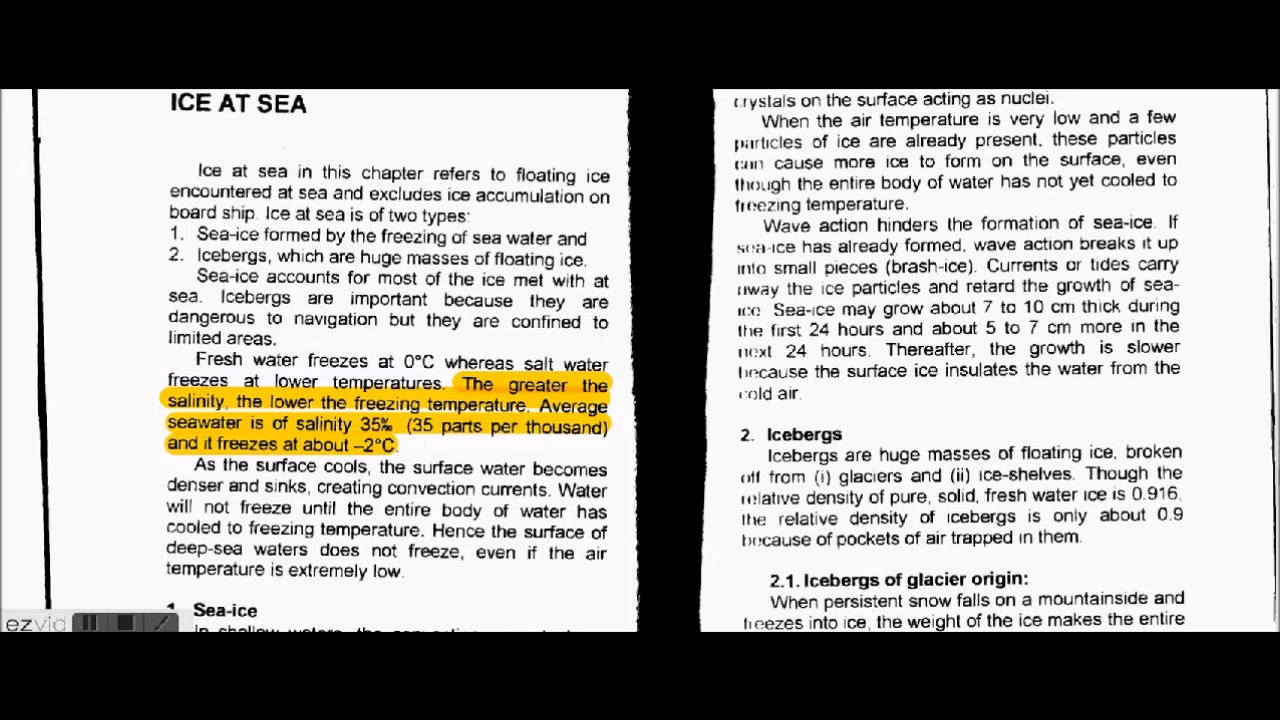 ICE AT SEA
Ice at sea in this chapter refers to floating ice
encountered at sea and excludes ice accumulation on
board ship. Ice at sea is of two types:
1. Sea-ice formed by the freezing of sea water and
2. Icebergs, which are huge masses of floating ice.
Sea-ice accounts for most of the ice met with at
sea. Icebergs are important because they are
dangerous to navigation but they are confined to
limited areas.
Fresh water freezes at 0°C whereas salt water
freezes at lower temperatures. The greater the
salinity, the lower the freezing temperature. Average
seawater is of salinity 35‰ (35 parts per thousand)
and it freezes at about –2°C.
As the surface cools, the surface water becomes
denser and sinks, creating convection currents. Water
will not freeze until the entire body of water has
cooled to freezing temperature. Hence the surface of
deep-sea waters does not freeze, even if the air
temperature is extremely low.
1. Sea-ice
In shallow waters, the
ezvid
crystals on the surface acting as nuclei.
When the air temperature is very low and a few
particles of ice are already present, these particles
can cause more ice to form on the surface, even
though the entire body of water has not yet cooled to
freezing temperature.
Wave action hinders the formation of sea-ice. If
sea-ice has already formed, wave action breaks it up
into small pieces (brash-ice). Currents or tides carry
away the ice particles and retard the growth of sea-
ice. Sea-ice may grow about 7 to 10 cm thick during
the first 24 hours and about 5 to 7 cm more in the
next 24 hours. Thereafter, the growth is slower
because the surface ice insulates the water from the
cold air.
2. Icebergs
Icebergs are huge masses of floating ice, broken
off from (i) glaciers and (ii) ice-shelves. Though the
relative density of pure, solid, fresh water ice is 0.916,
the relative density of icebergs is only about 0.9
because of pockets of air trapped in them.
2.1. Icebergs of glacier origin:
When persistent snow falls on a mountainside and
freezes into ice, the weight of the ice makes the entire